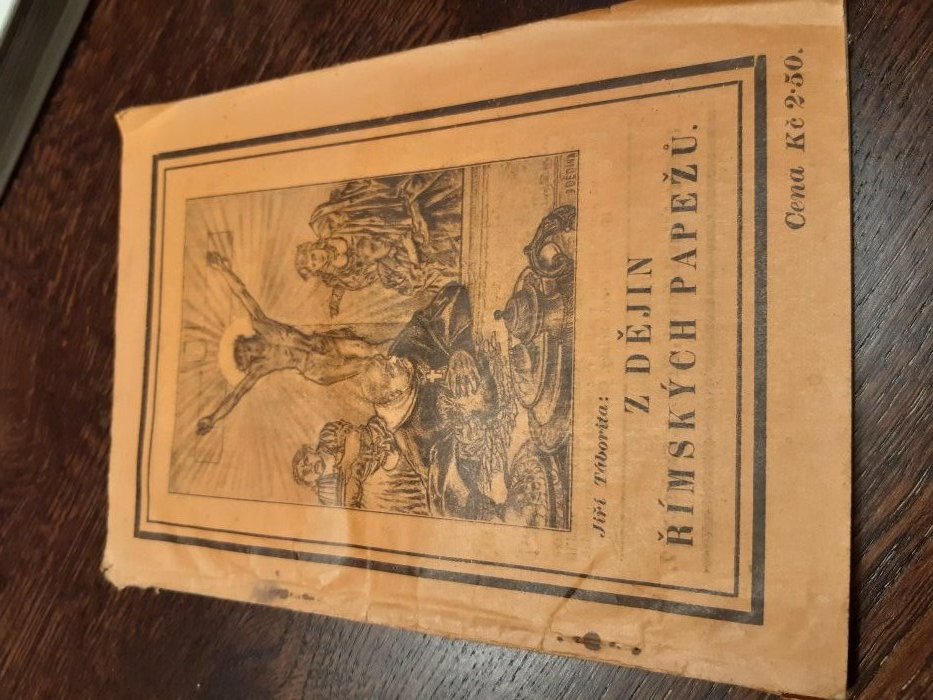 Jiří Táborita:
Z DĚJIN
ŘÍMSKÝCH PAPEŽŮ.
Cena Kč 2·50.